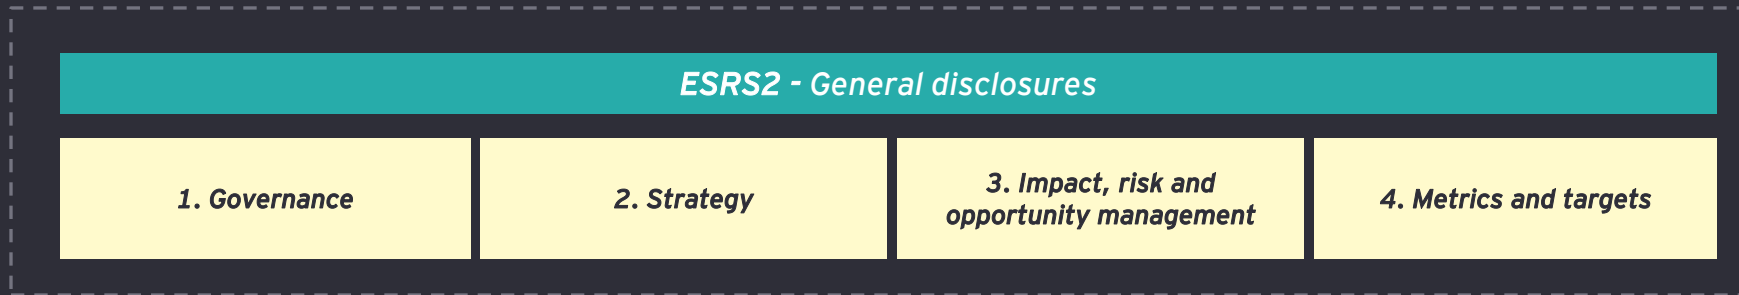 ESRS2 - General disclosures
1. Governance
2. Strategy
3. Impact, risk and
opportunity management
4. Metrics and targets